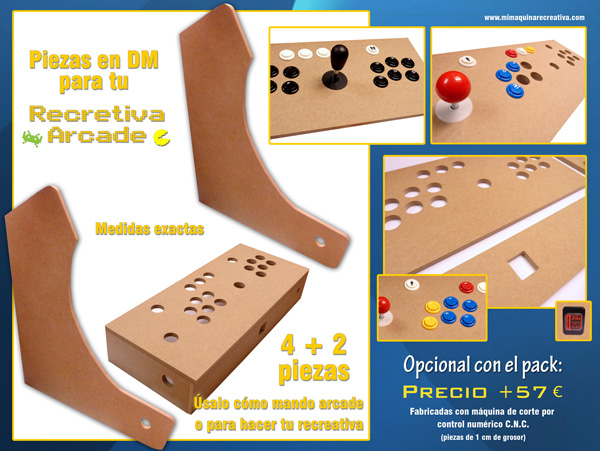 www.mimaquinarecreativa.com
Piezas en DM
para tu
Recretiva
Arcade
Medidas exactas
4 + 2
piezas
Úsalo cómo mando arcade
o para hacer tu recreativa
Opcional con el pack:
Precio +57 €
Fabricadas con máquina de corte por
control numérico C.N.C.
(piezas de 1 cm de grosor)